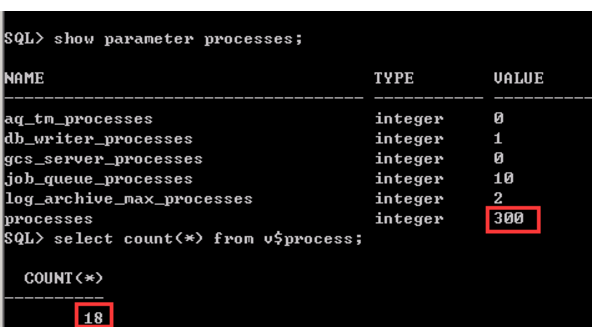 SQL> show parameter processes;
NAME TYPE VALUE
------------------------------------ ----------- ----------
aq_tm_processes integer 0
db_writer_processes integer 1
gcs_server_processes integer 0
job_queue_processes integer 10
log_archive_max_processes integer 2
processes integer 300
SQL> select count(*) from v$process;
COUNT(*)
----------
18